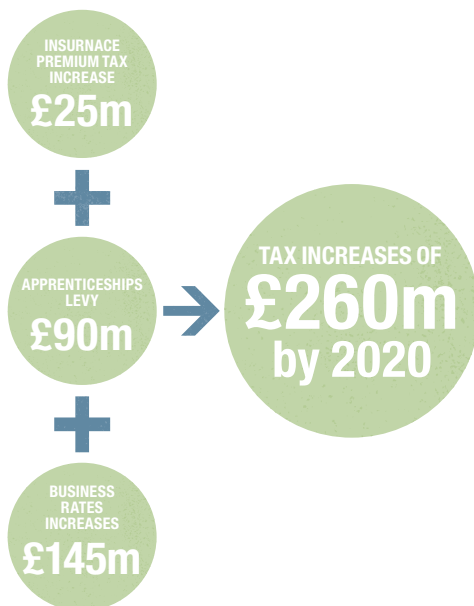 INSURNACE
PREMIUM TAX
INCREASE
£25m
+
APPRENTICESHIPS
LEVY
£90m
+
BUSINESS
RATES
INCREASES
£145m
TAX INCREASES OF
£260m
by 2020